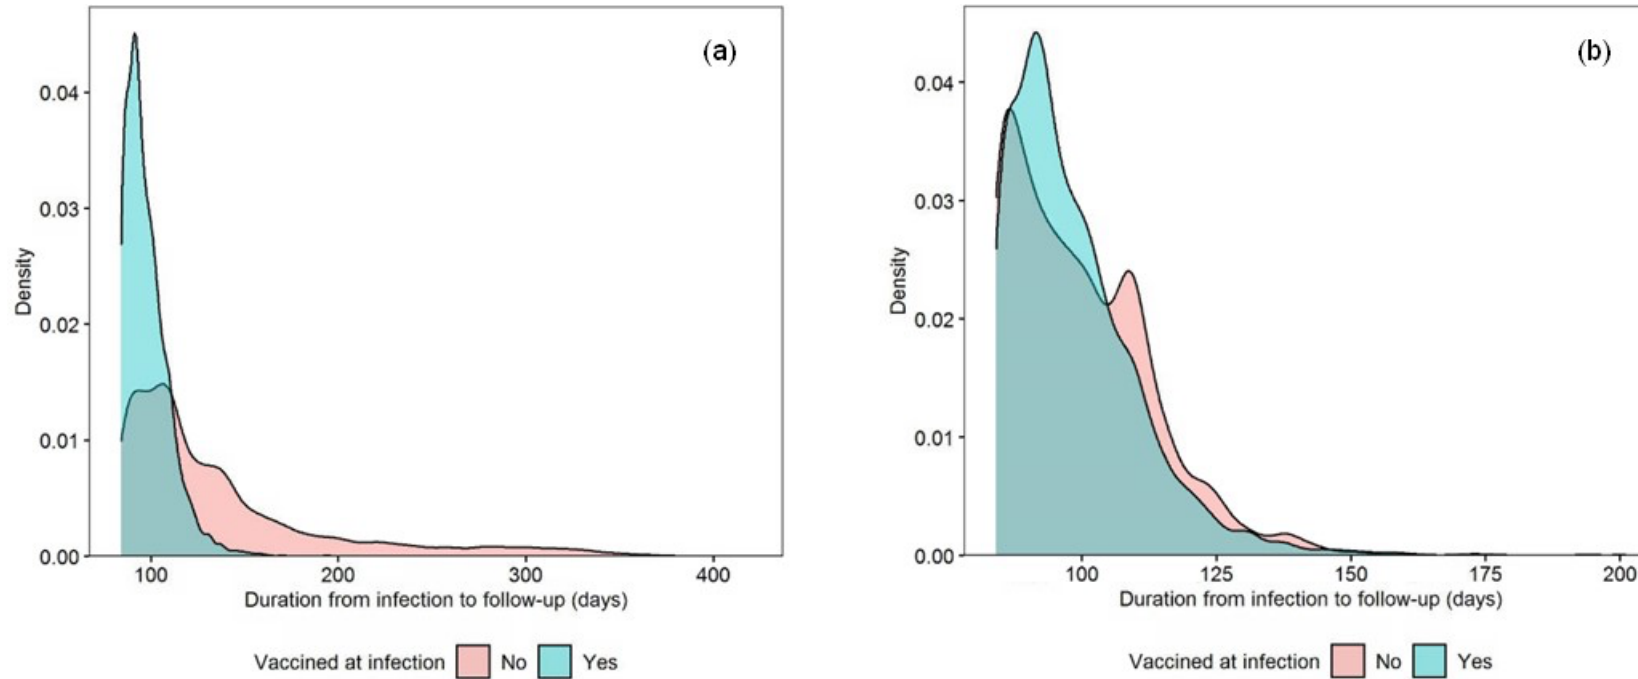 (a)
Density
0.04
0.03
0.02
0.01
0.00
100 200 300 400
Duration from infection to follow-up (days)
Vaccined at infection No Yes
(b)
Density
0.04
0.03
0.02
0.01
0.00
100 125 150 175 200
Duration from infection to follow-up (days)
Vaccined at infection No Yes